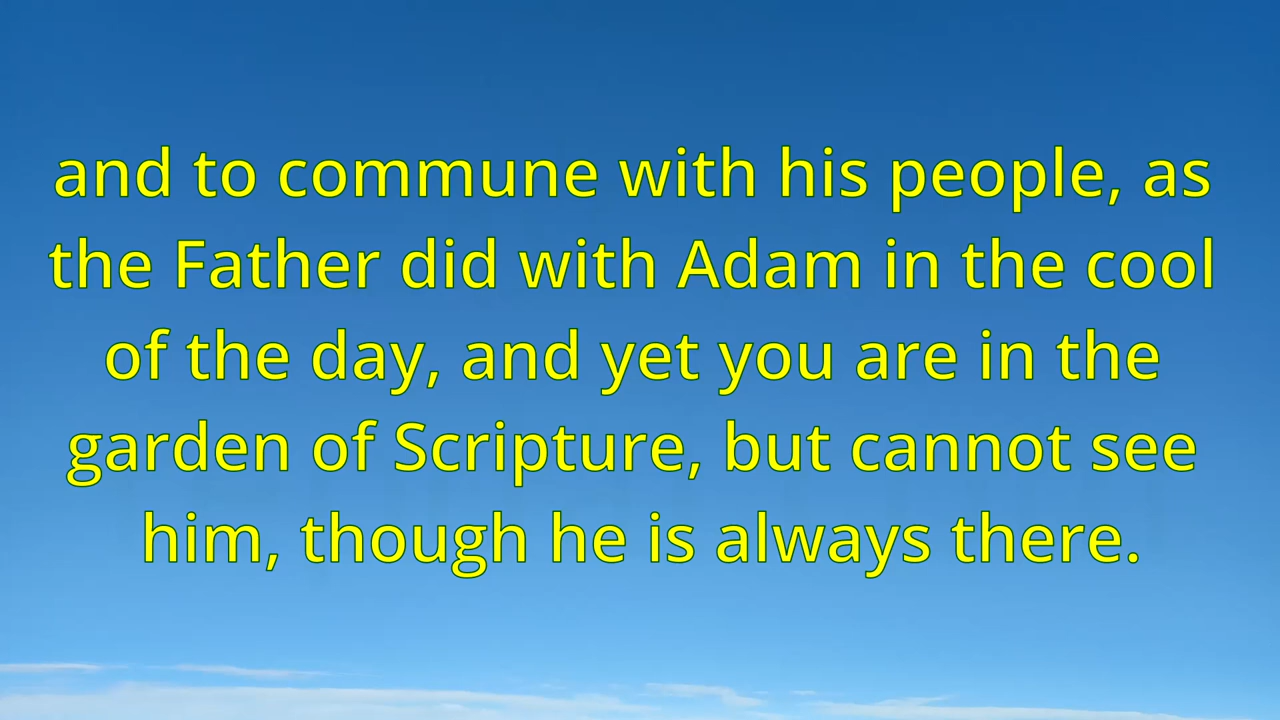 and to commune with his people, as
the Father did with Adam in the cool
of the day, and yet you are in the
garden of Scripture, but cannot see
him, though he is always there.